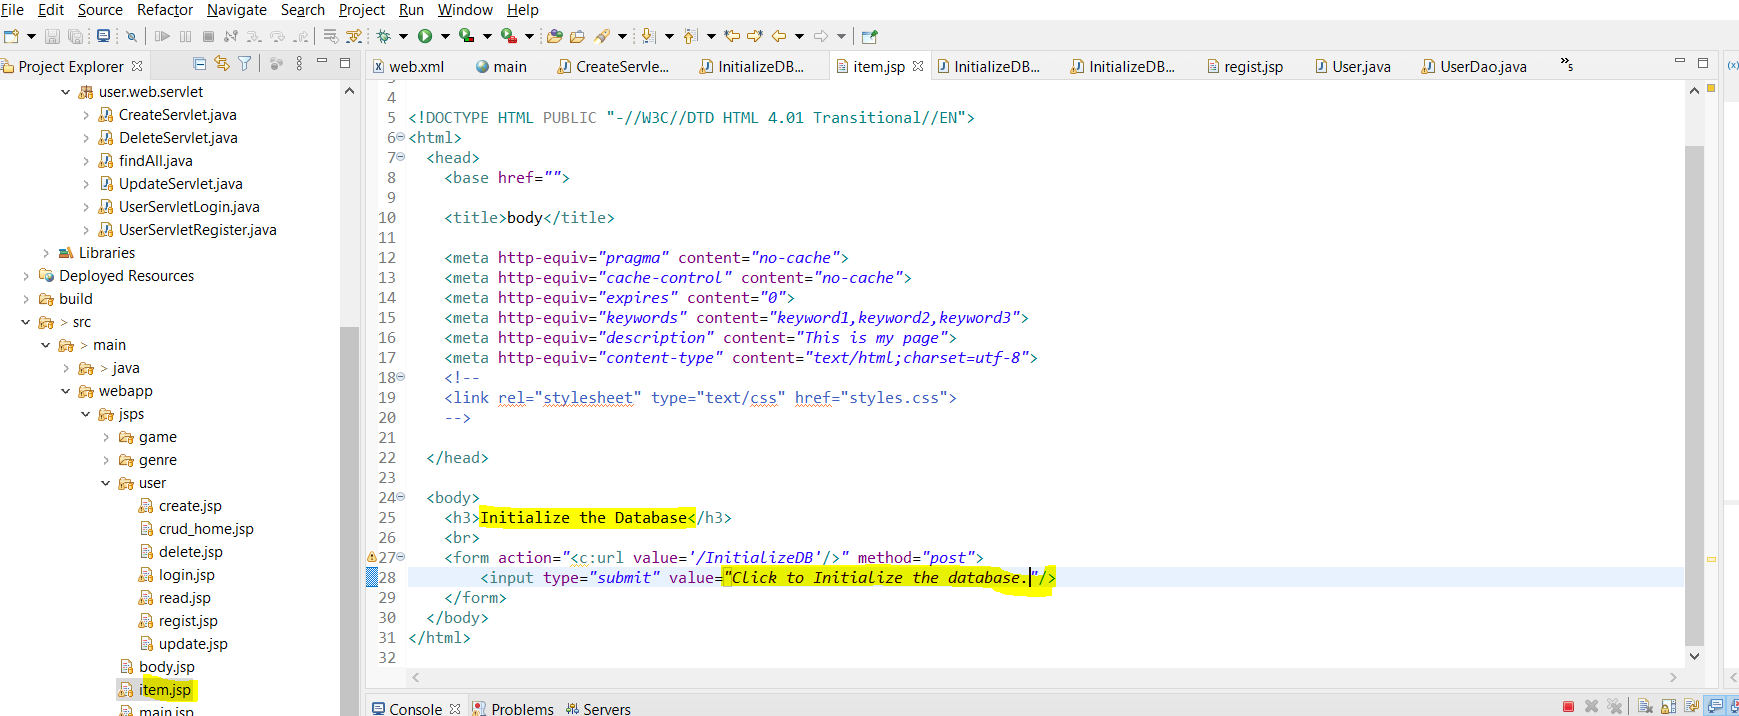 File Edit Source Refactor Navigate Search Project Run Window Help
Project Explorer
user.web.servlet
CreateServlet.java
DeleteServlet.java
findAll.java
UpdateServlet.java
UserServletLogin.java
UserServletRegister.java
Libraries
Deployed Resources
build
> src
> main
> java
webapp
jsps
game
genre
user
create.jsp
crud_home.jsp
delete.jsp
login.jsp
read.jsp
regist.jsp
update.jsp
body.jsp
item.jsp
main.jsp
web.xml main CreateServle... InitializeDB... item.jsp InitializeDB... InitializeDB... regist.jsp User.java UserDao.java »5
4
5 <!DOCTYPE HTML PUBLIC "-//W3C//DTD HTML 4.01 Transitional//EN">
6 <html>
7 <head>
8 <base href="">
9
10 <title>body</title>
11
12 <meta http-equiv="pragma" content="no-cache">
13 <meta http-equiv="cache-control" content="no-cache">
14 <meta http-equiv="expires" content="0">
15 <meta http-equiv="keywords" content="keyword1,keyword2,keyword3">
16 <meta http-equiv="description" content="This is my page">
17 <meta http-equiv="content-type" content="text/html;charset=utf-8">
18 <!--
19 <link rel="stylesheet" type="text/css" href="styles.css">
20 -->
21
22 </head>
23
24 <body>
25 <h3>Initialize the Database</h3>
26 <br>
27 <form action="<c:url value='/InitializeDB'/>" method="post">
28 <input type="submit" value="Click to Initialize the database."/>
29 </form>
30 </body>
31 </html>
32
Console Problems Servers